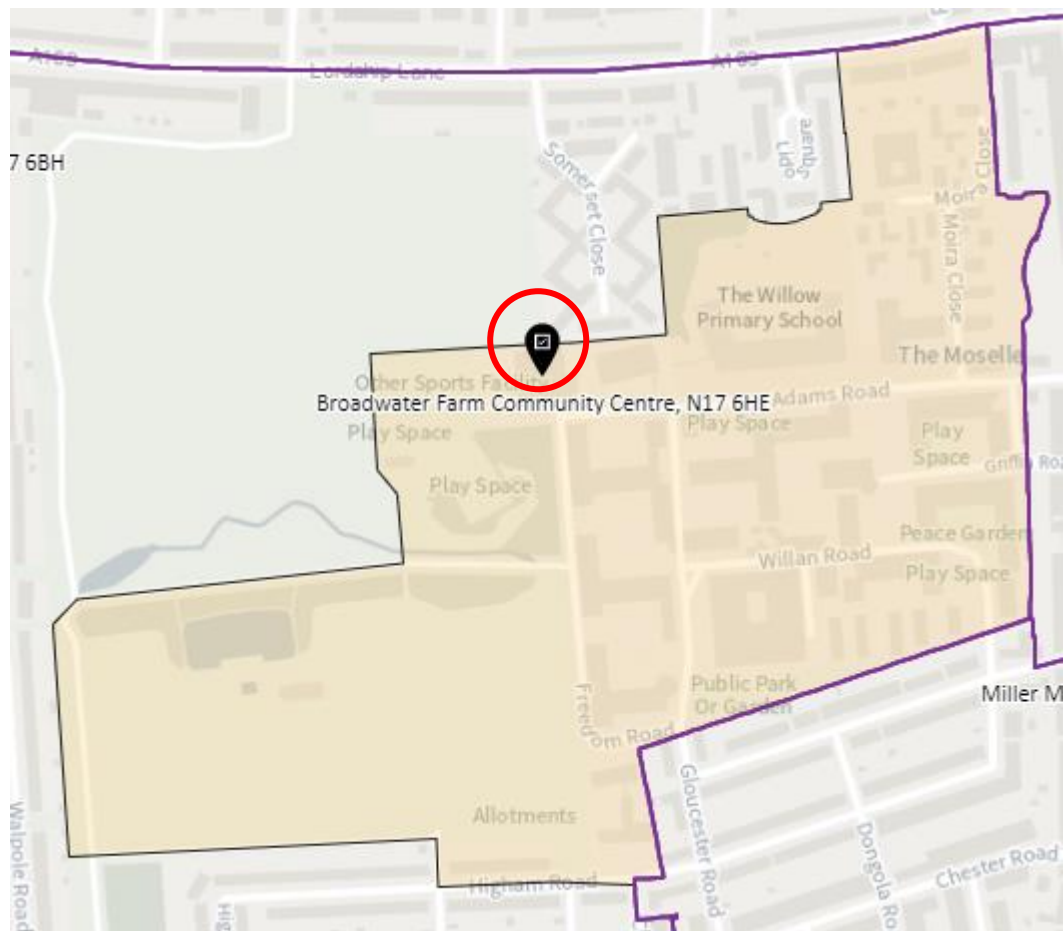 A109
Lordship Lane
A109
7 6BH
Somerset Close
Lido
Square
Moira Close
Moira Close
The Willow
Primary School
The Moselle
Other Sports Facility
Broadwater Farm Community Centre, N17 6HE
Adams Road
Play Space
Play Space
Play
Space
Play Space
Griffin Roa
Peace Garden
Willan Road
Play Space
Public Park
Or Garden
Miller M
Freedom Road
Gloucester Road
Walpole Road
Allotments
Dongola Ro
Chester Road
Higham Road
High